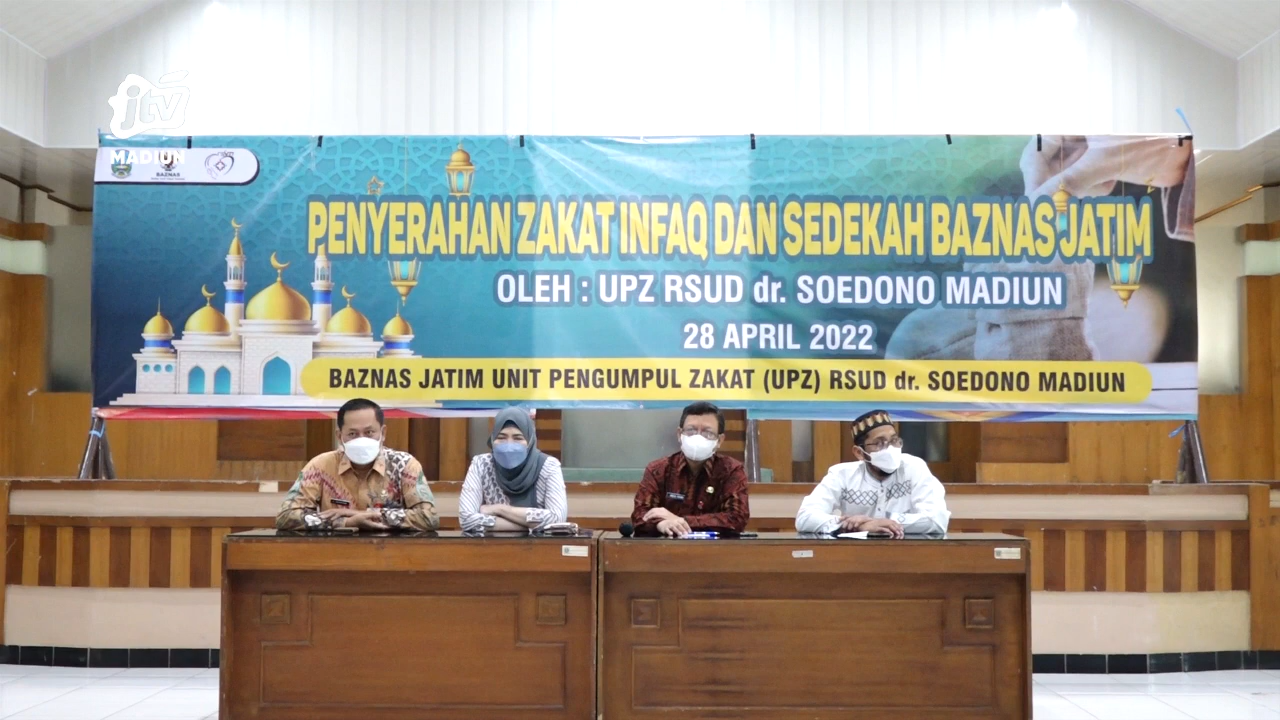 jtv
MADIUN
BAZNAS
PENYERAHAN ZAKAT INFAQ DAN SEDEKAH BAZNAS JATIM
OLEH : UPZ RSUD dr. SOEDONO MADIUN
28 APRIL 2022
BAZNAS JATIM UNIT PENGUMPUL ZAKAT (UPZ) RSUD dr. SOEDONO MADIUN